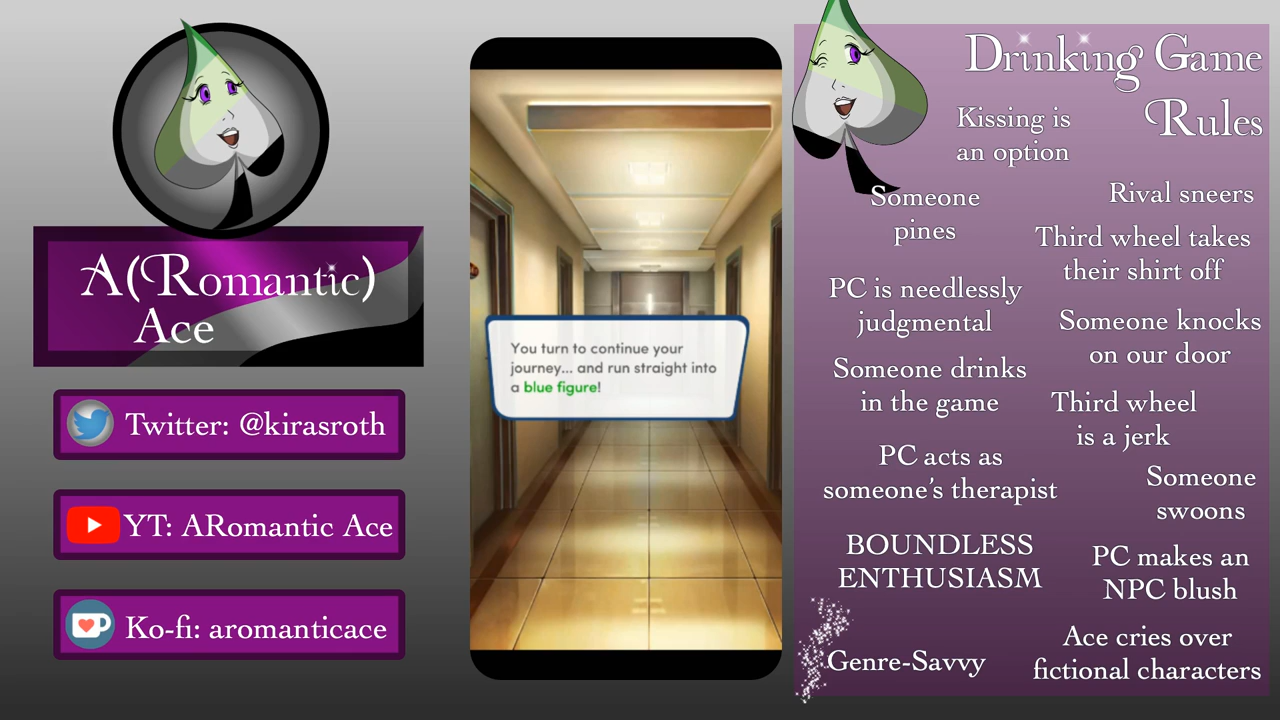 A(Romantic)
Ace
Twitter: @kirasroth
YT: ARomantic Ace
Ko-fi: aromanticace
You turn to continue your
journey... and run straight into
a blue figure!
Drinking Game
Rules
Kissing is
an option
Someone
pines
Rival sneers
Third wheel takes
their shirt off
PC is needlessly
judgmental
Someone knocks
on our door
Someone drinks
in the game
Third wheel
is a jerk
PC acts as
someone's therapist
Someone
swoons
BOUNDLESS
ENTHUSIASM
PC makes an
NPC blush
Genre-Savvy
Ace cries over
fictional characters